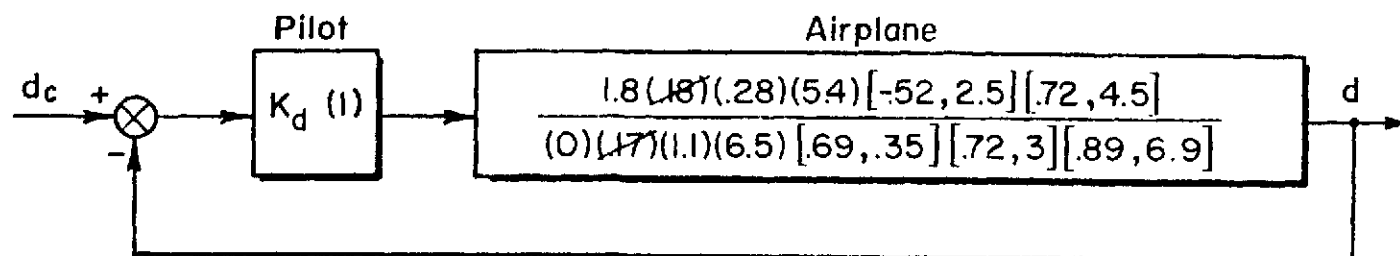 Pilot
Airplane
dc
+
-
Kd (1)
1.8(.18)(.28)(5.4)[-.52,2.5][.72,4.5]
(0)(.17)(1.1)(6.5)[.69,.35][.72,3][.89,6.9]
d